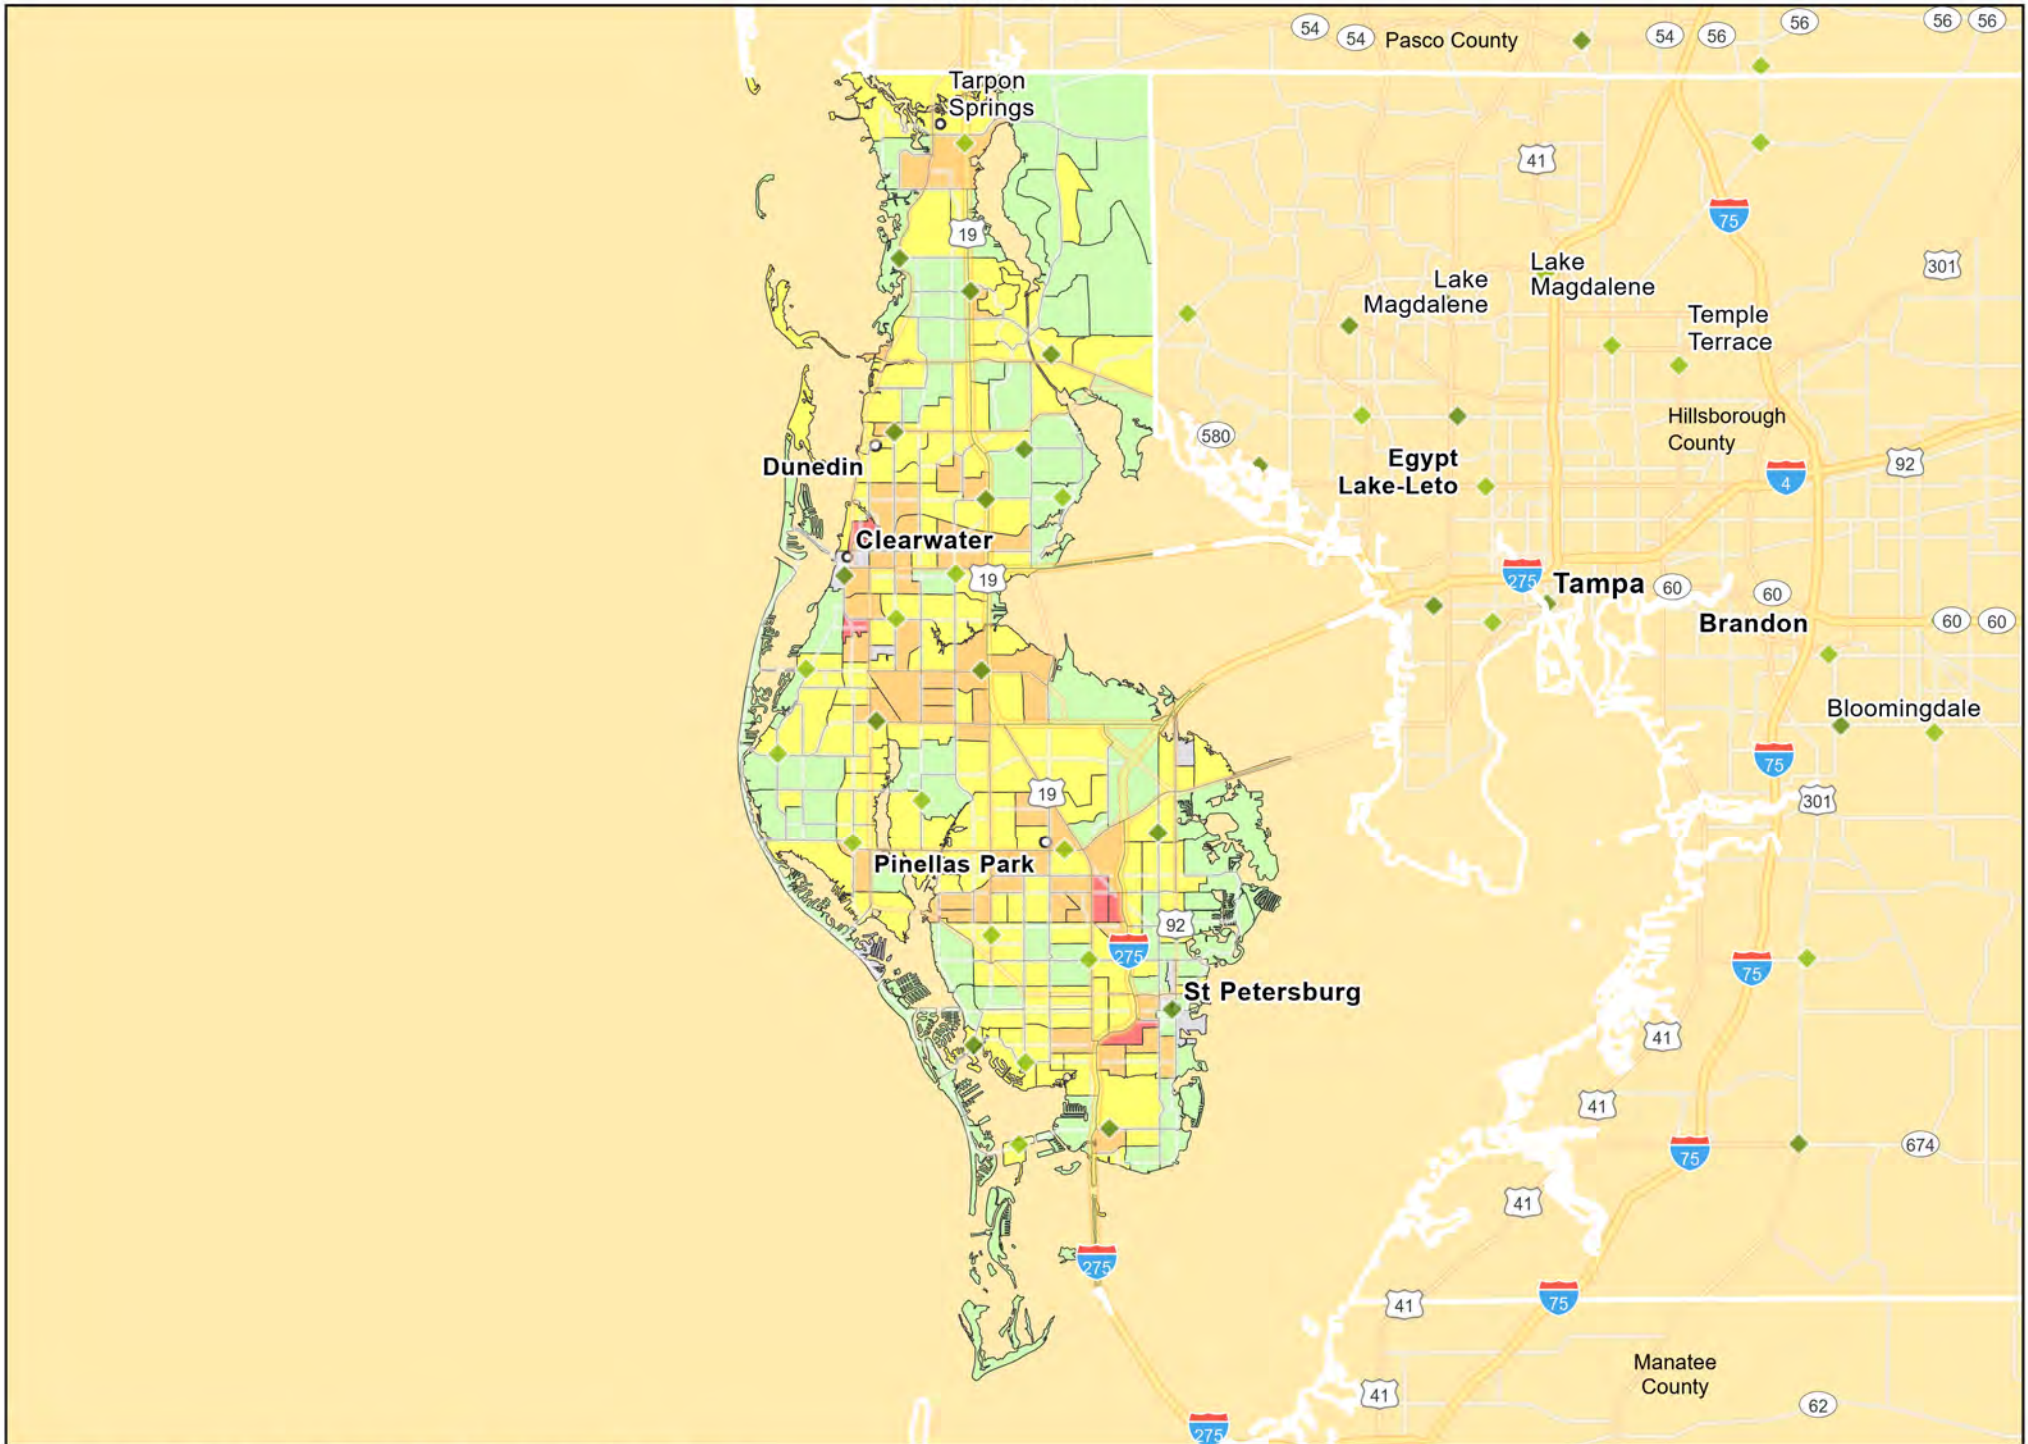 54
54
Pasco County
54
56
56
56
56
Tarpon
Springs
41
75
19
301
Lake
Magdalene
Lake
Magdalene
Temple
Terrace
Hillsborough
County
580
Dunedin
Egypt
Lake-Leto
92
4
Clearwater
19
275
Tampa
60
60
Brandon
60
60
Bloomingdale
75
19
301
Pinellas Park
92
275
75
St Petersburg
41
41
674
75
41
275
75
41
Manatee
County
41
62
275